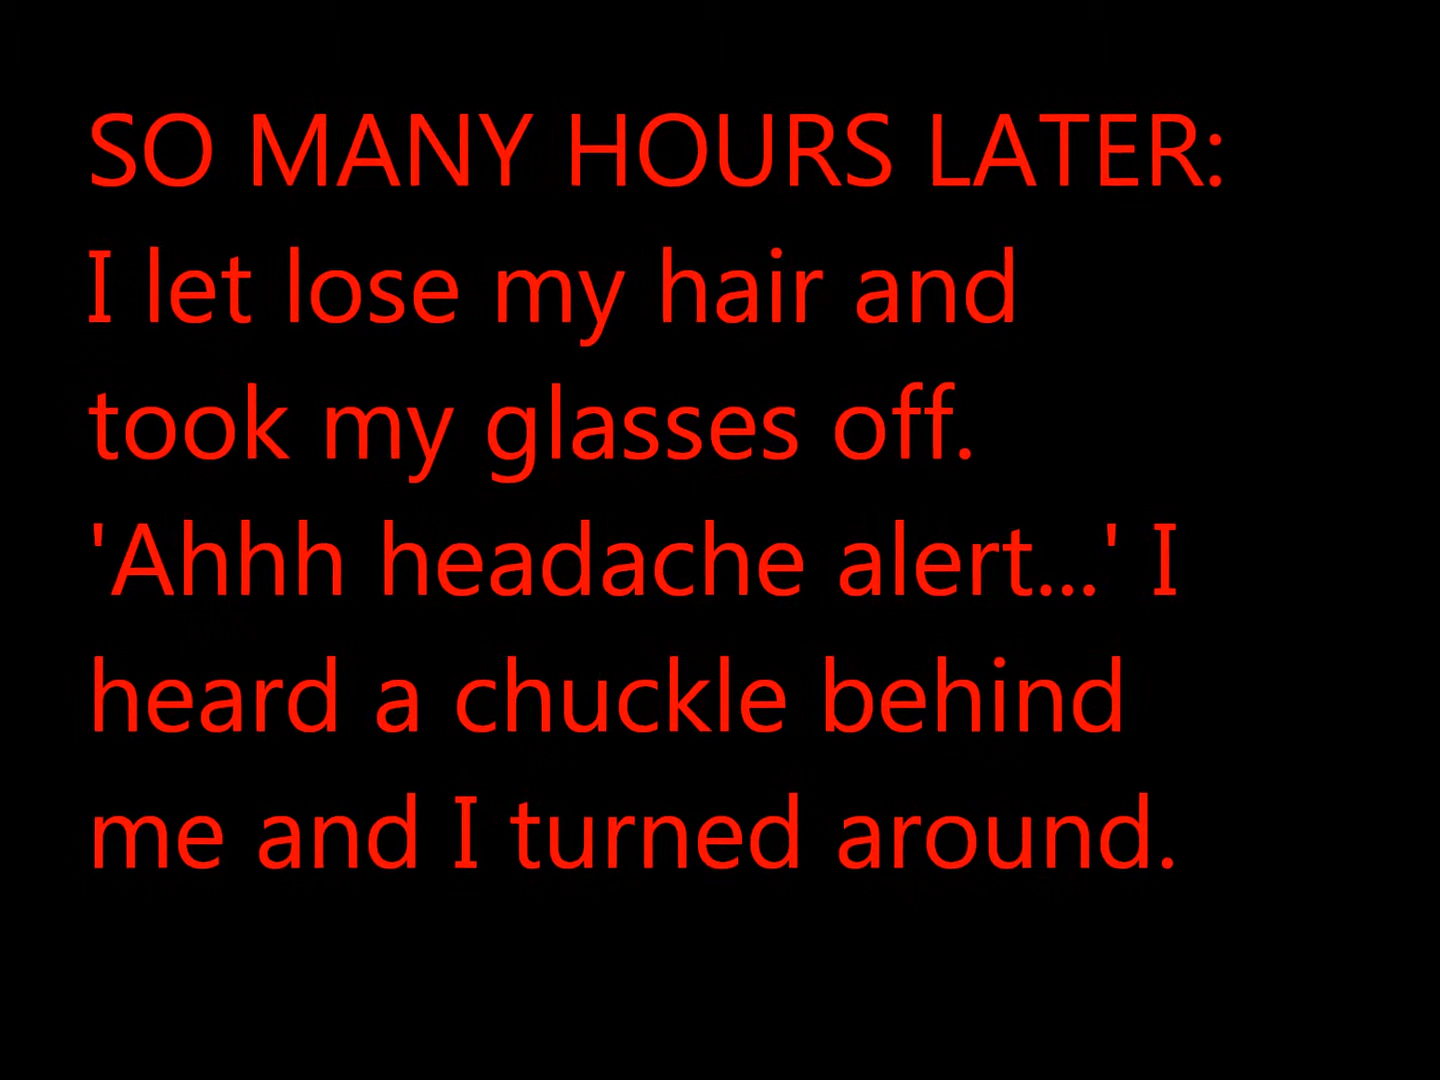 SO MANY HOURS LATER:
I let lose my hair and
took my glasses off.
'Ahhh headache alert...' I
heard a chuckle behind
me and I turned around.